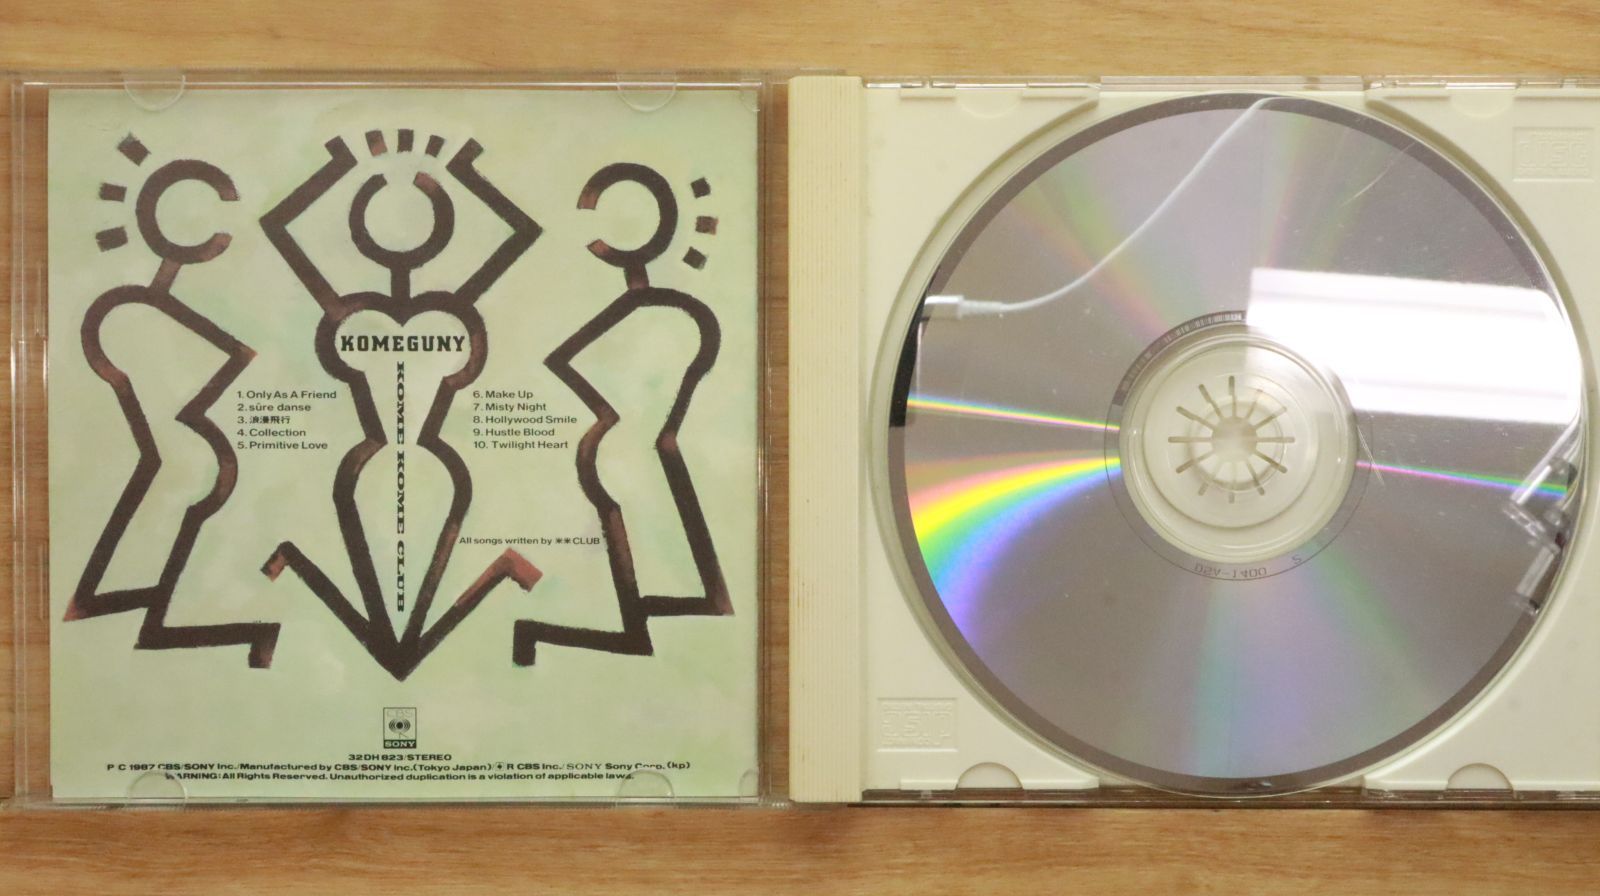 KOMEGUNY
KOME KOME CLUB
1. Only As A Friend
2. sûre danse
3. 浪漫飛行
4. Collection
5. Primitive Love
6. Make Up
7. Misty Night
8. Hollywood Smile
9. Hustle Blood
10. Twilight Heart
All songs written by 米米CLUB
CBS
SONY
32DH 823/STEREO
P C 1987 CBS/SONY Inc./Manufactured by CBS/SONY Inc.(Tokyo Japan)/ R CBS Inc./SONY Sony Corp.(kp)
WARNING:All Rights Reserved. Unauthorized duplication is a violation of applicable laws.